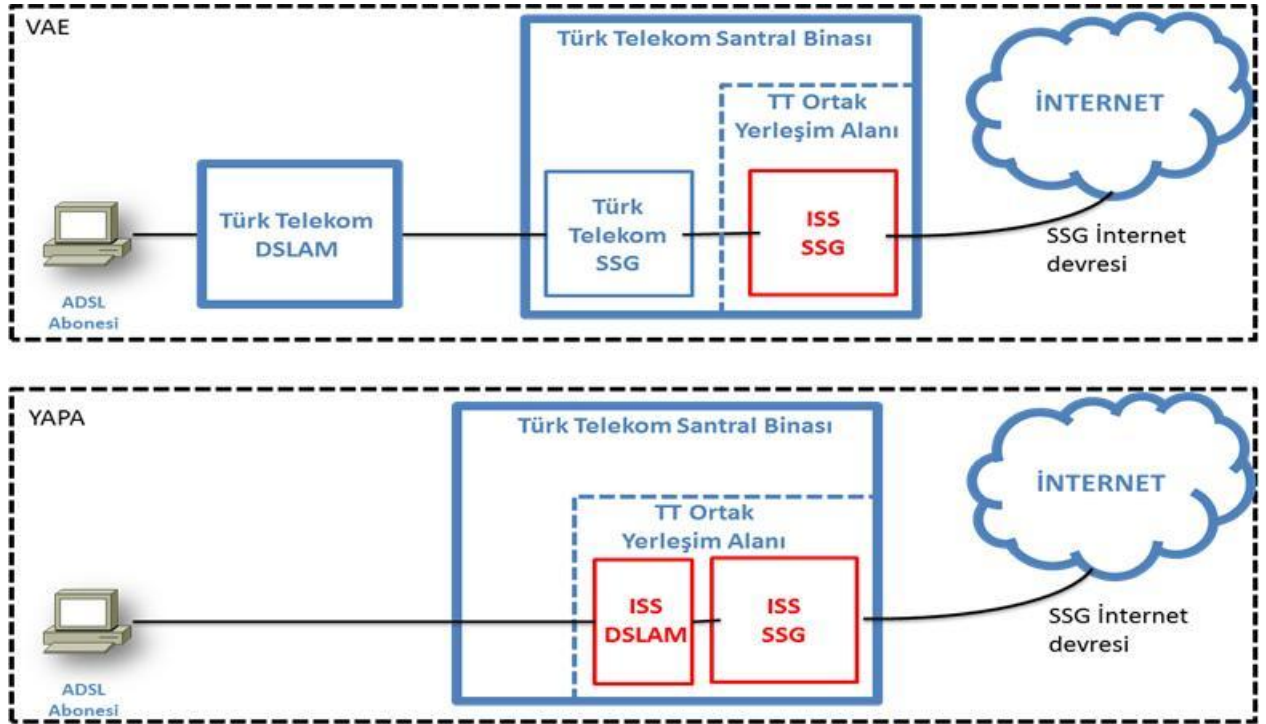 VAE
Türk Telekom Santral Binası
TT Ortak
Yerleşim Alanı
İNTERNET
Türk Telekom
DSLAM
Türk
Telekom
SSG
ISS
SSG
SSG İnternet
devresi
ADSL
Abonesi
YAPA
Türk Telekom Santral Binası
TT Ortak
Yerleşim Alanı
İNTERNET
ISS
DSLAM
ISS
SSG
SSG İnternet
devresi
ADSL
Abonesi